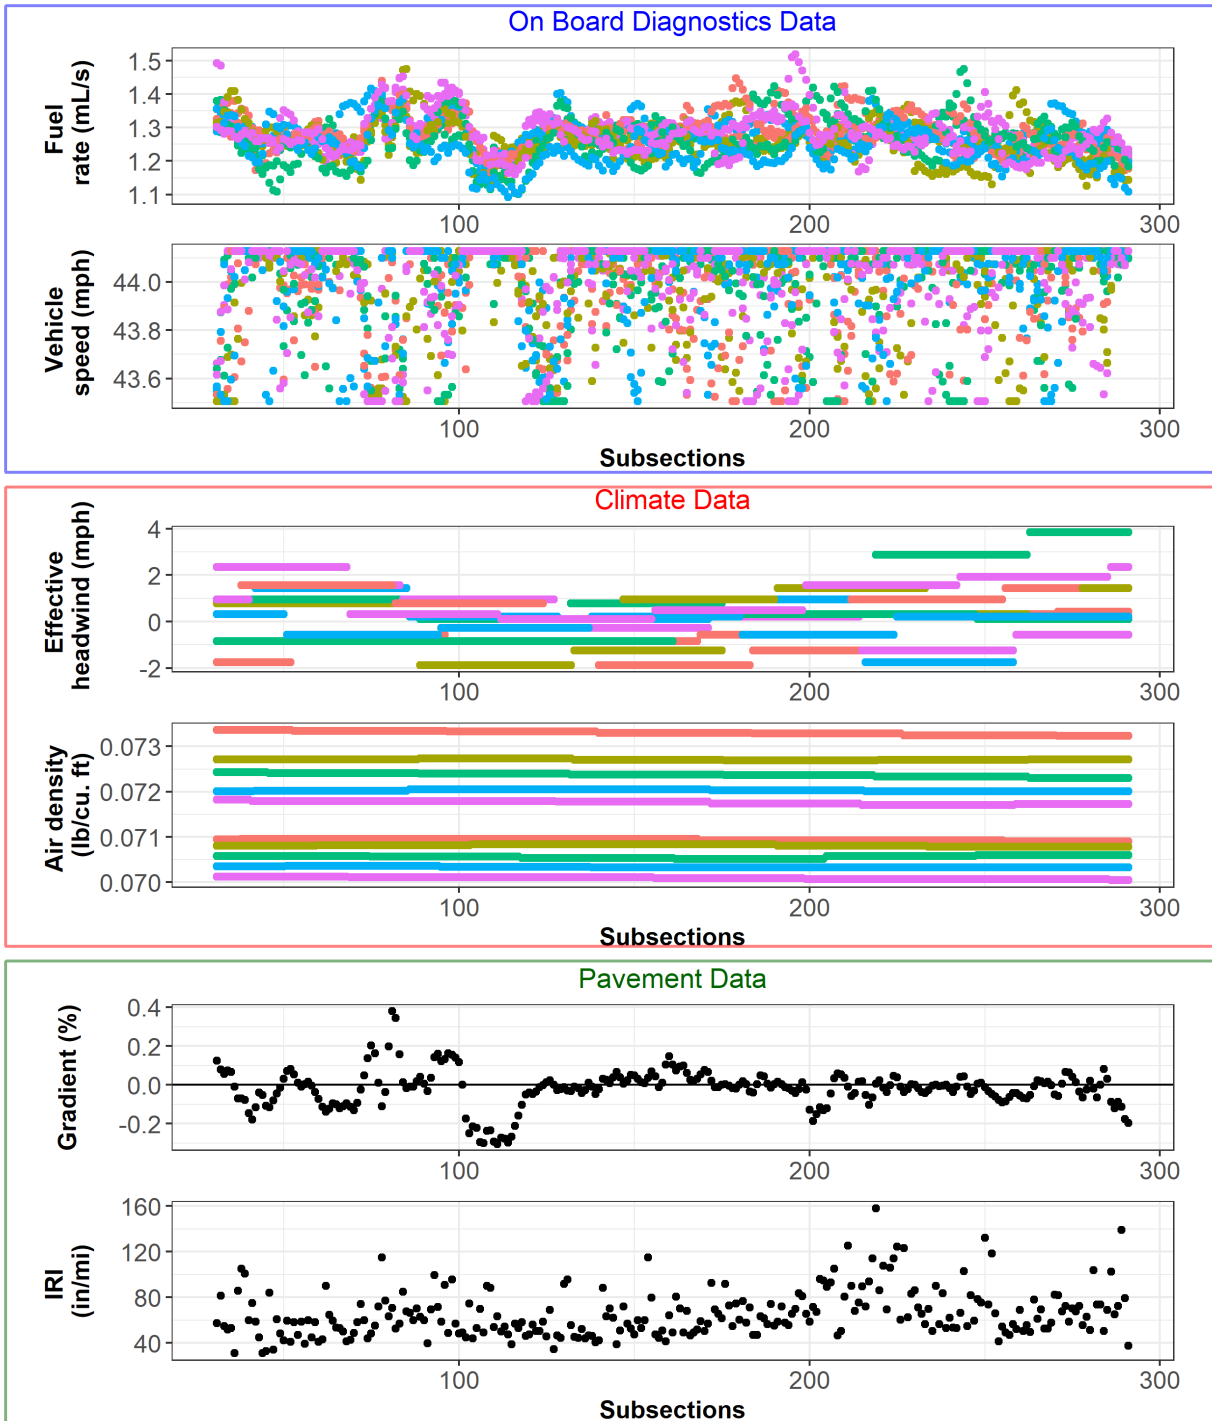 On Board Diagnostics Data
Fuel
rate (mL/s)
1.5
1.4
1.3
1.2
1.1
100
200
300
Vehicle
speed (mph)
44.0
43.8
43.6
100
200
300
Subsections
Climate Data
Effective
headwind (mph)
4
2
0
-2
100
200
300
Air density
(lb/cu. ft)
0.073
0.072
0.071
0.070
100
200
300
Subsections
Pavement Data
Gradient (%)
0.4
0.2
0.0
-0.2
100
200
300
IRI
(in/mi)
160
120
80
40
100
200
300
Subsections